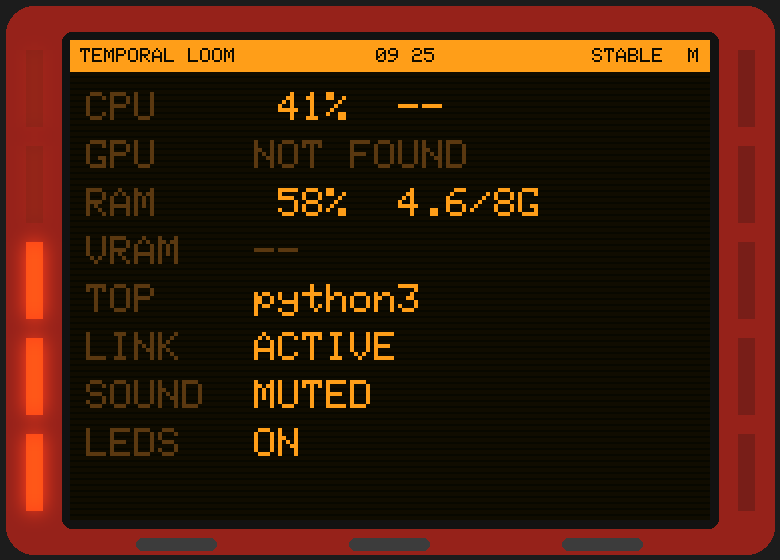 TEMPORAL LOOM 09 25 STABLE M
CPU 41% --
GPU NOT FOUND
RAM 58% 4.6/8G
VRAM --
TOP python3
LINK ACTIVE
SOUND MUTED
LEDS ON